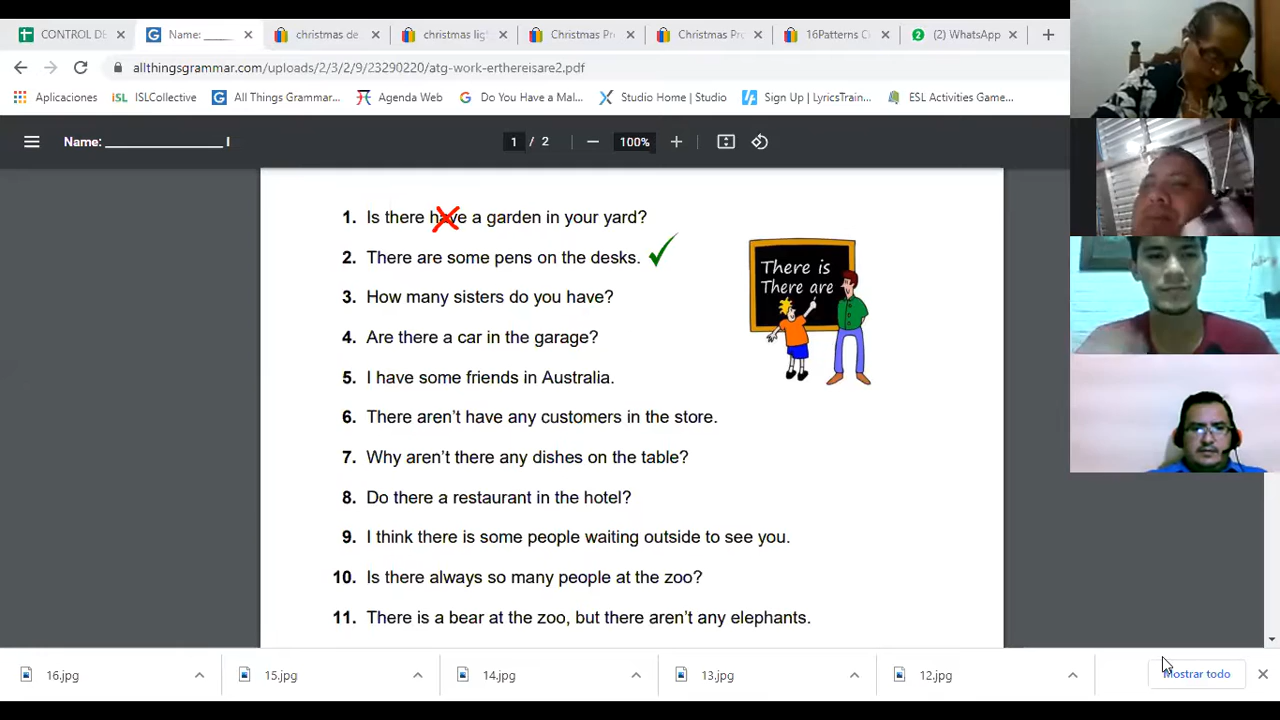 CONTROL DE
Name: ______
christmas de
christmas lig
Christmas Pr
Christmas Pro
16Patterns C
(2) WhatsApp
allthingsgrammar.com/uploads/2/3/2/9/23290220/atg-work-erthereisare2.pdf
Aplicaciones
iSL ISLCollective
All Things Grammar...
Agenda Web
Do You Have a Mal...
Studio Home | Studio
Sign Up | LyricsTrain...
ESL Activities Game...
Name: ________________ I
1 / 2
100%
1. Is there have a garden in your yard?
2. There are some pens on the desks.
3. How many sisters do you have?
4. Are there a car in the garage?
5. I have some friends in Australia.
6. There aren't have any customers in the store.
7. Why aren't there any dishes on the table?
8. Do there a restaurant in the hotel?
9. I think there is some people waiting outside to see you.
10. Is there always so many people at the zoo?
11. There is a bear at the zoo, but there aren't any elephants.
There is
There are
16.jpg
15.jpg
14.jpg
13.jpg
12.jpg
Mostrar todo